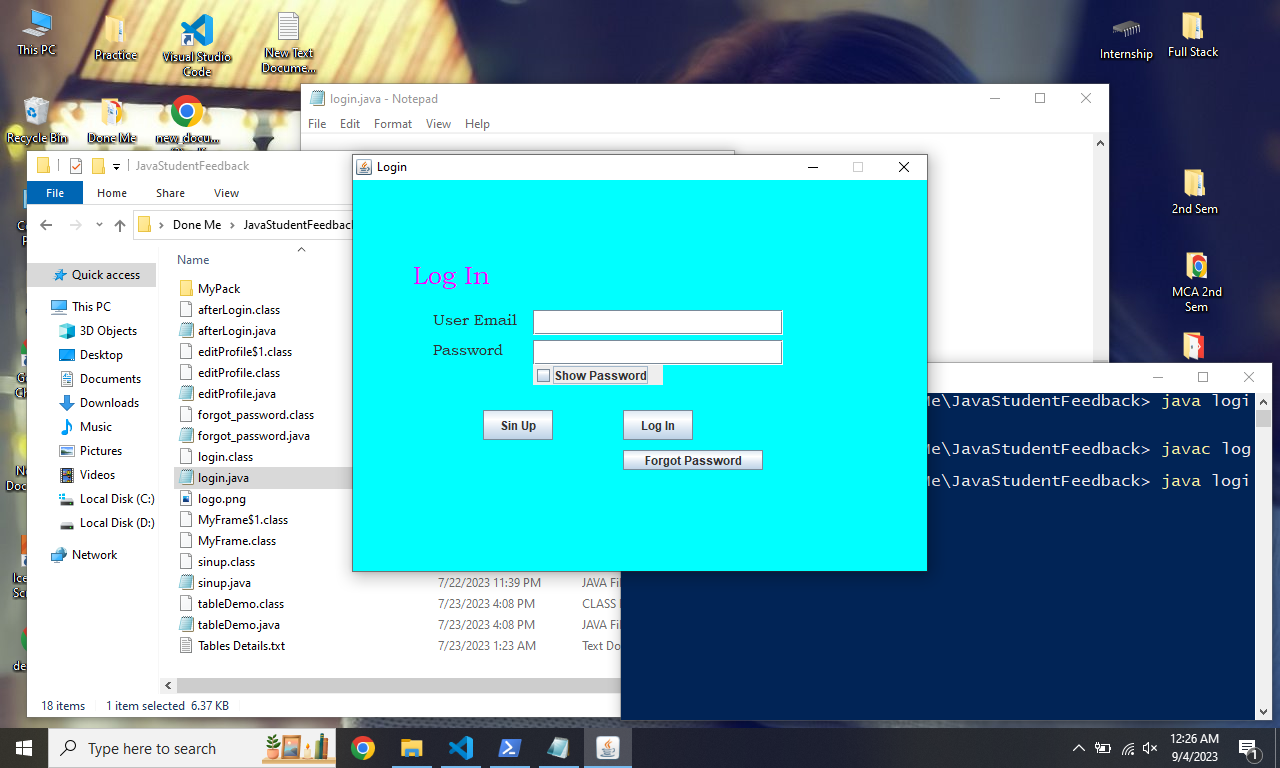 This PC
Practice
Visual Studio Code
New Text Docume...
Internship
Full Stack
Recycle Bin
Done Me
new_docu...
2nd Sem
MCA 2nd Sem
login.java - Notepad
File Edit Format View Help
JavaStudentFeedback
File Home Share View
Done Me › JavaStudentFeedback
Quick access
This PC
3D Objects
Desktop
Documents
Downloads
Music
Pictures
Videos
Local Disk (C:)
Local Disk (D:)
Network
Name
MyPack
afterLogin.class
afterLogin.java
editProfile$1.class
editProfile.class
editProfile.java
forgot_password.class
forgot_password.java
login.class
login.java
logo.png
MyFrame$1.class
MyFrame.class
sinup.class
sinup.java 7/22/2023 11:39 PM JAVA Fil
tableDemo.class 7/23/2023 4:08 PM CLASS
tableDemo.java 7/23/2023 4:08 PM JAVA Fil
Tables Details.txt 7/23/2023 1:23 AM Text Do
18 items 1 item selected 6.37 KB
Login
Log In
User Email
Password
Show Password
Sin Up
Log In
Forgot Password
Me\JavaStudentFeedback> java logi
Me\JavaStudentFeedback> javac log
Me\JavaStudentFeedback> java logi
Type here to search
12:26 AM
9/4/2023
1